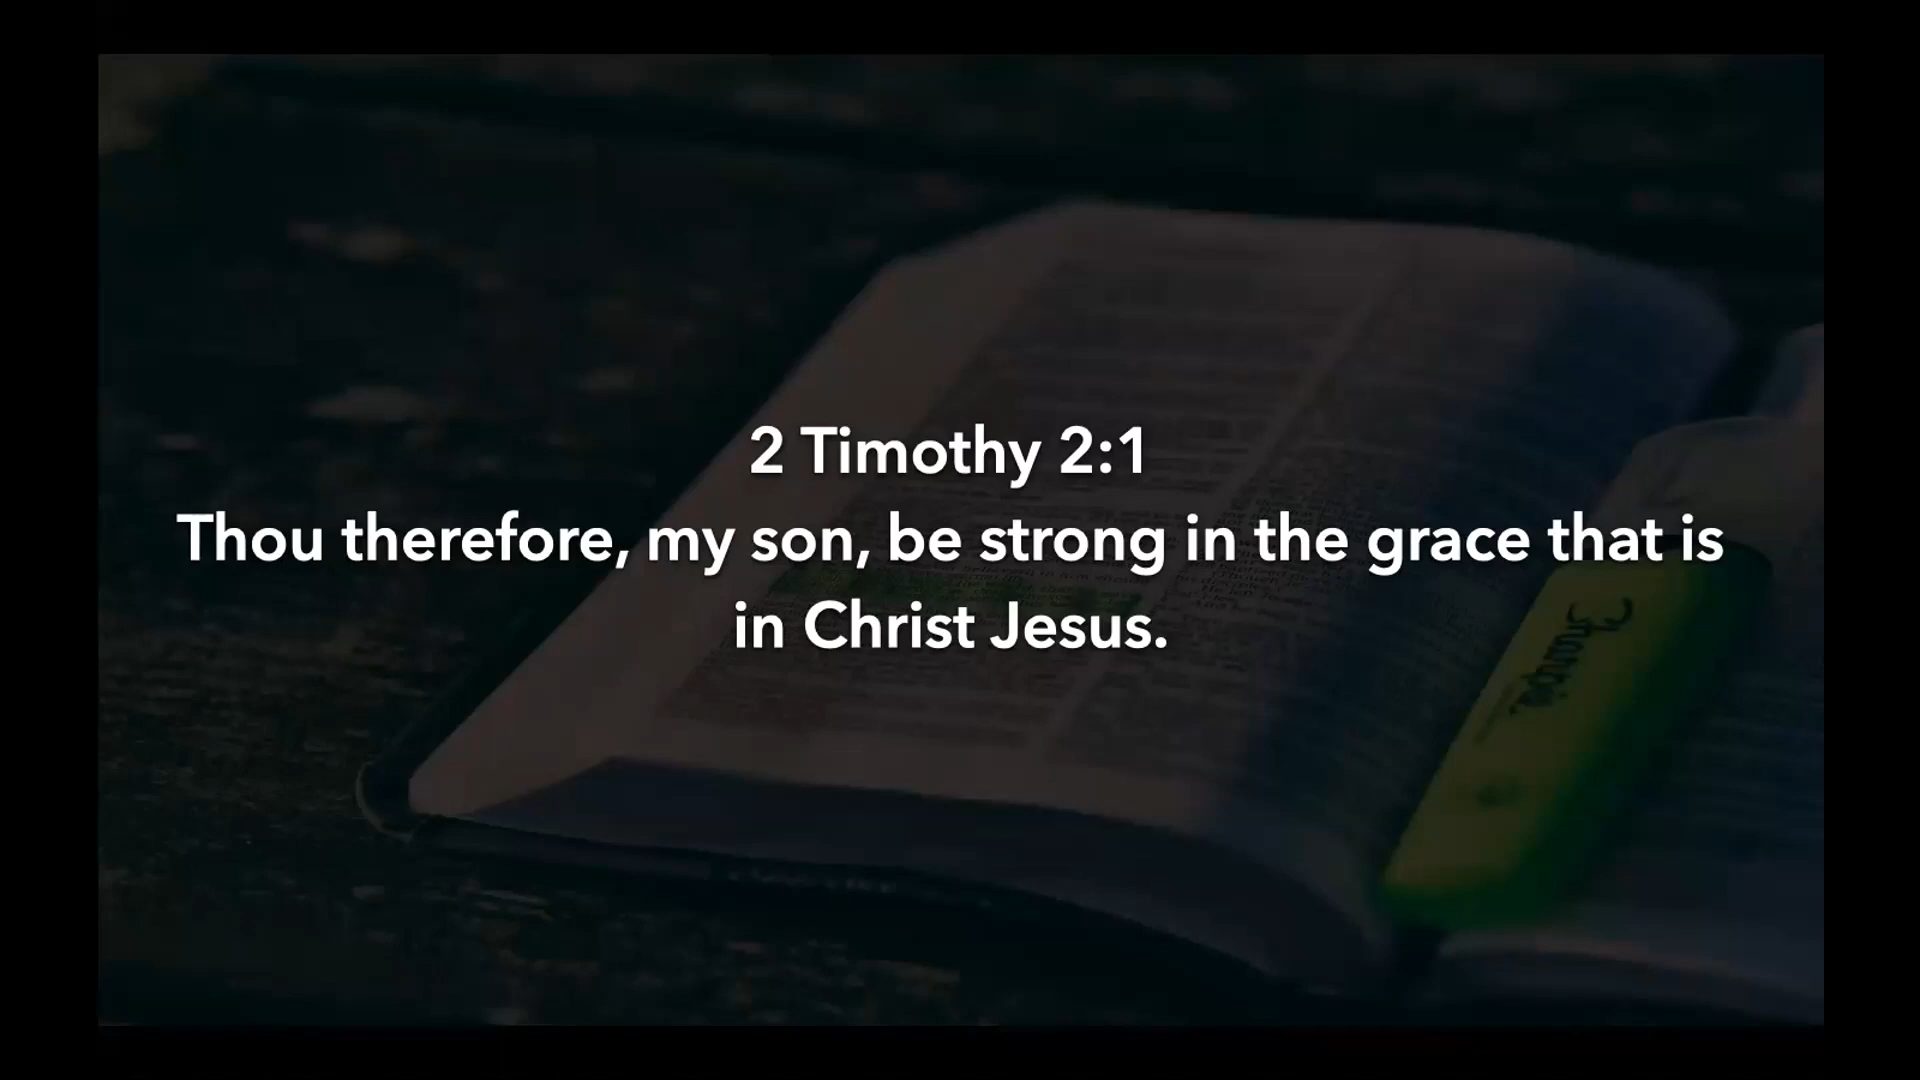 2 Timothy 2:1
Thou therefore, my son, be strong in the grace that is
in Christ Jesus.